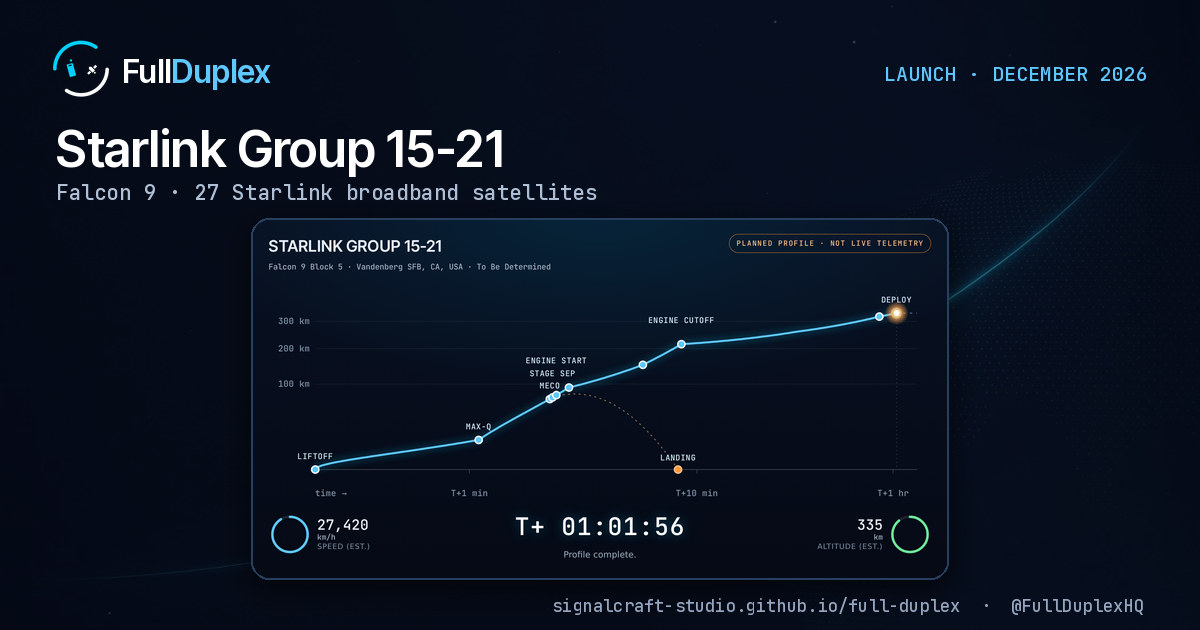 FullDuplex
LAUNCH · DECEMBER 2026
Starlink Group 15-21
Falcon 9 · 27 Starlink broadband satellites
STARLINK GROUP 15-21
PLANNED PROFILE · NOT LIVE TELEMETRY
Falcon 9 Block 5 · Vandenberg SFB, CA, USA · To Be Determined
DEPLOY
300 km
ENGINE CUTOFF
200 km
ENGINE START
STAGE SEP
100 km
MECO
MAX-Q
LIFTOFF
LANDING
time →
T+1 min
T+10 min
T+1 hr
27,420
km/h
SPEED (EST.)
T+ 01:01:56
Profile complete.
335
km
ALTITUDE (EST.)
signalcraft-studio.github.io/full-duplex · @FullDuplexHQ